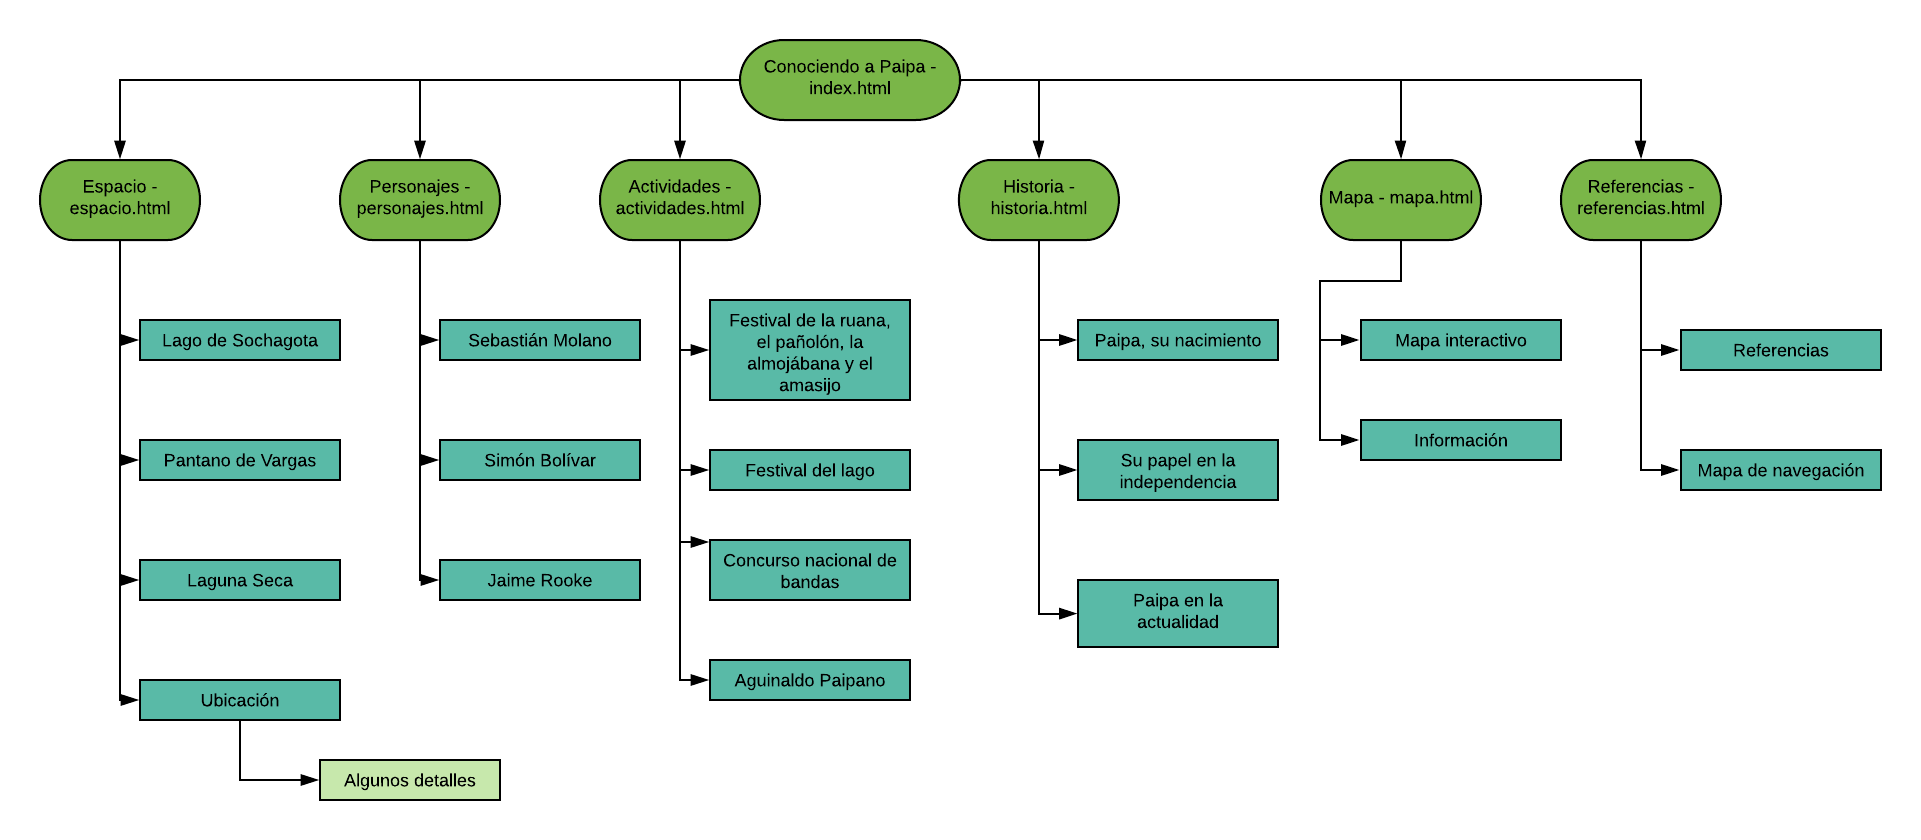 Conociendo a Paipa -
index.html
Espacio -
espacio.html
Personajes -
personajes.html
Actividades -
actividades.html
Historia -
historia.html
Mapa - mapa.html
Referencias -
referencias.html
Lago de Sochagota
Pantano de Vargas
Laguna Seca
Ubicación
Algunos detalles
Sebastián Molano
Simón Bolívar
Jaime Rooke
Festival de la ruana,
el pañolón, la
almojábana y el
amasijo
Festival del lago
Concurso nacional de
bandas
Aguinaldo Paipano
Paipa, su nacimiento
Su papel en la
independencia
Paipa en la
actualidad
Mapa interactivo
Información
Referencias
Mapa de navegación